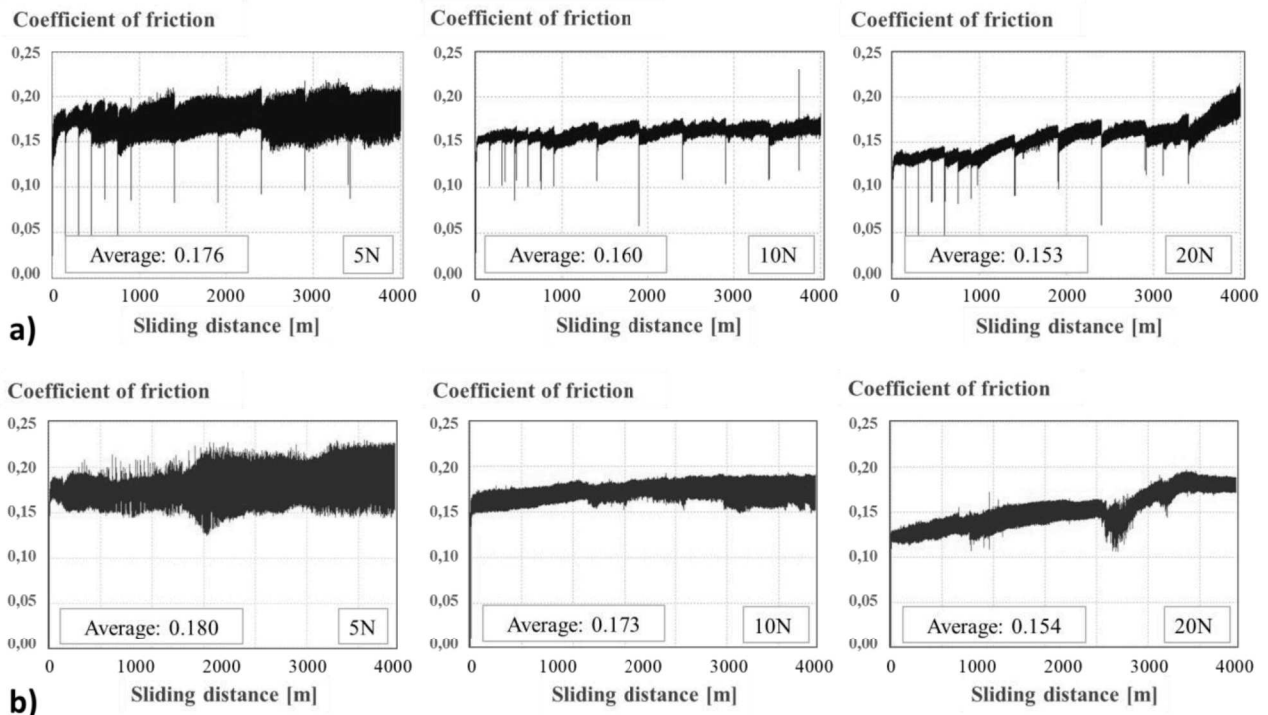 Coefficient of friction
0,25
0,20
0,15
0,10
0,05
0,00
Average: 0.176
5N
0 1000 2000 3000 4000
Sliding distance [m]
Coefficient of friction
0,25
0,20
0,15
0,10
0,05
0,00
Average: 0.160
10N
0 1000 2000 3000 4000
Sliding distance [m]
Coefficient of friction
0,25
0,20
0,15
0,10
0,05
0,00
Average: 0.153
20N
0 1000 2000 3000 4000
Sliding distance [m]
a)
Coefficient of friction
0,25
0,20
0,15
0,10
0,05
0,00
Average: 0.180
5N
0 1000 2000 3000 4000
Sliding distance [m]
Coefficient of friction
0,25
0,20
0,15
0,10
0,05
0,00
Average: 0.173
10N
0 1000 2000 3000 4000
Sliding distance [m]
Coefficient of friction
0,25
0,20
0,15
0,10
0,05
0,00
Average: 0.154
20N
0 1000 2000 3000 4000
Sliding distance [m]
b)